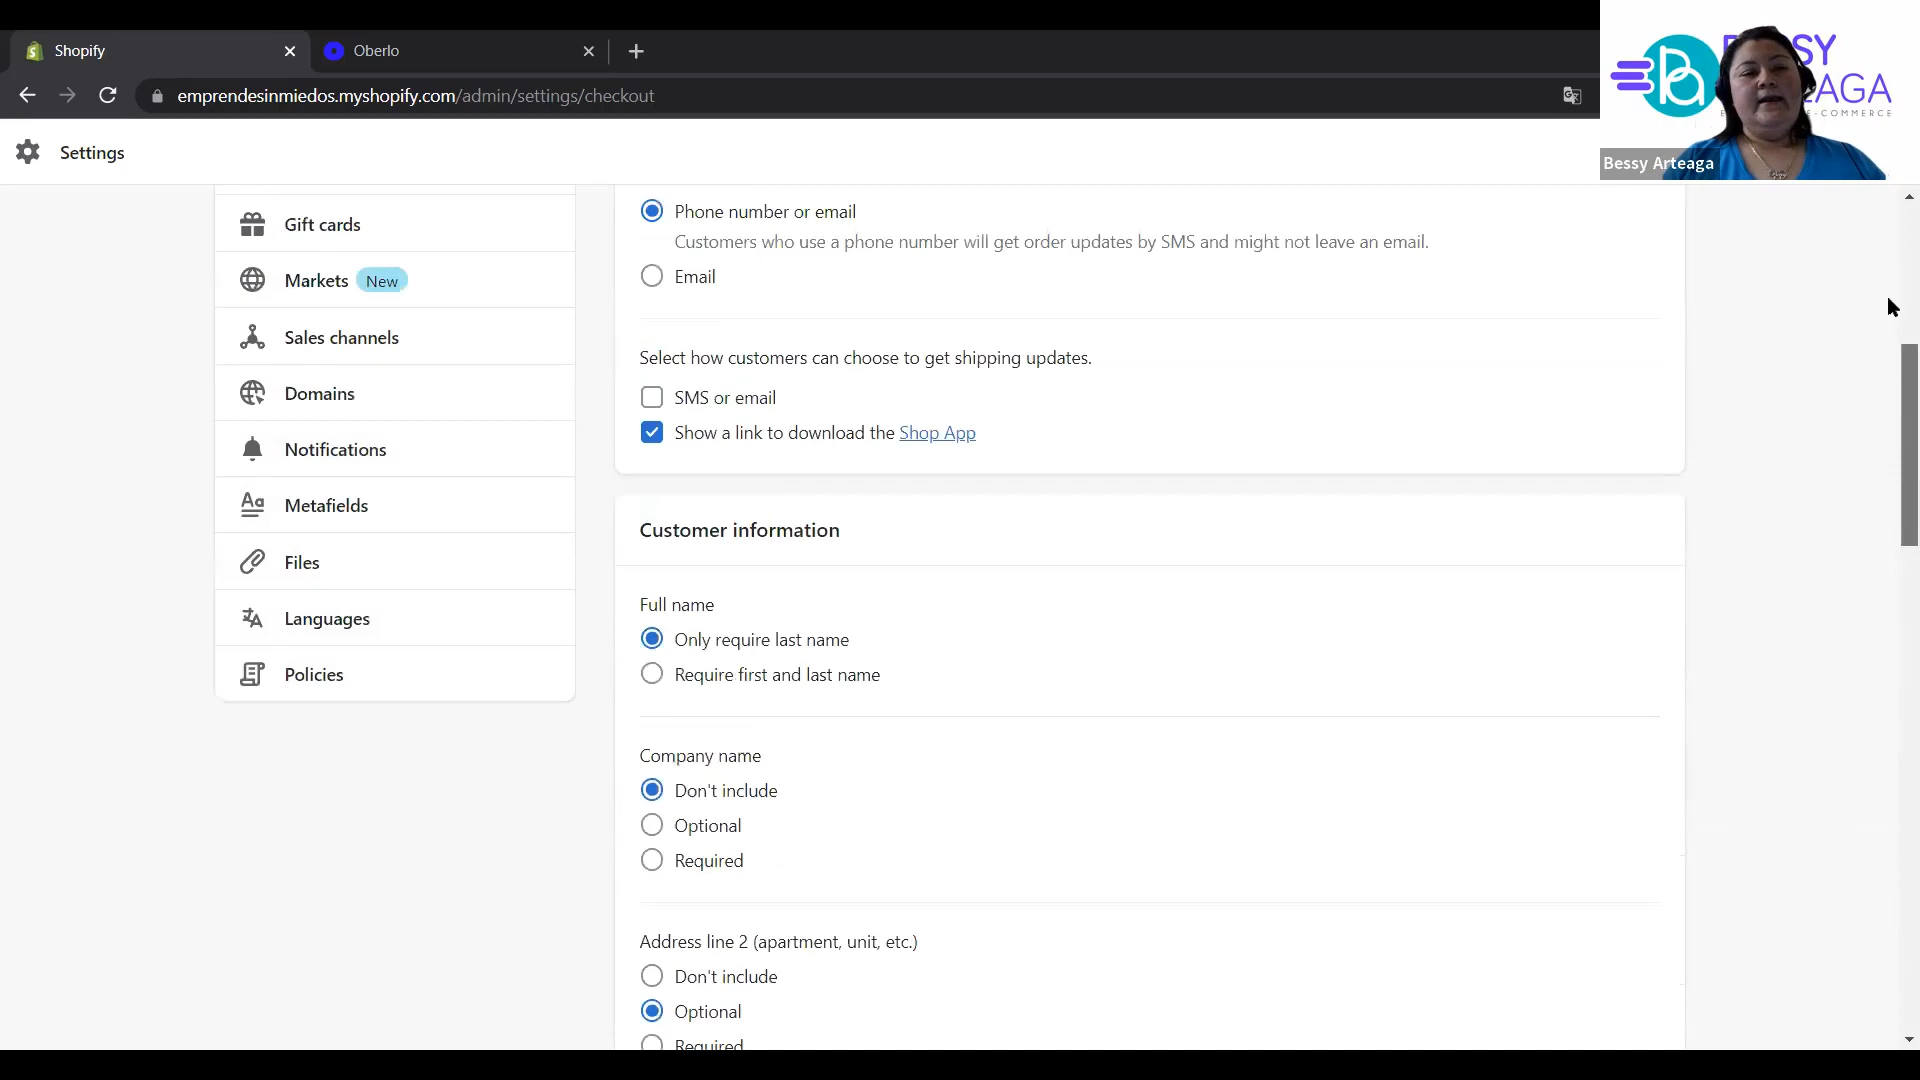 Shopify
Oberlo
emprendesinmiedos.myshopify.com/admin/settings/checkout
SY
EAGA
E-COMMERCE
Bessy Arteaga
Settings
Gift cards
Markets New
Sales channels
Domains
Notifications
Metafields
Files
Languages
Policies
Phone number or email
Customers who use a phone number will get order updates by SMS and might not leave an email.
Email
Select how customers can choose to get shipping updates.
SMS or email
Show a link to download the Shop App
Customer information
Full name
Only require last name
Require first and last name
Company name
Don't include
Optional
Required
Address line 2 (apartment, unit, etc.)
Don't include
Optional
Required